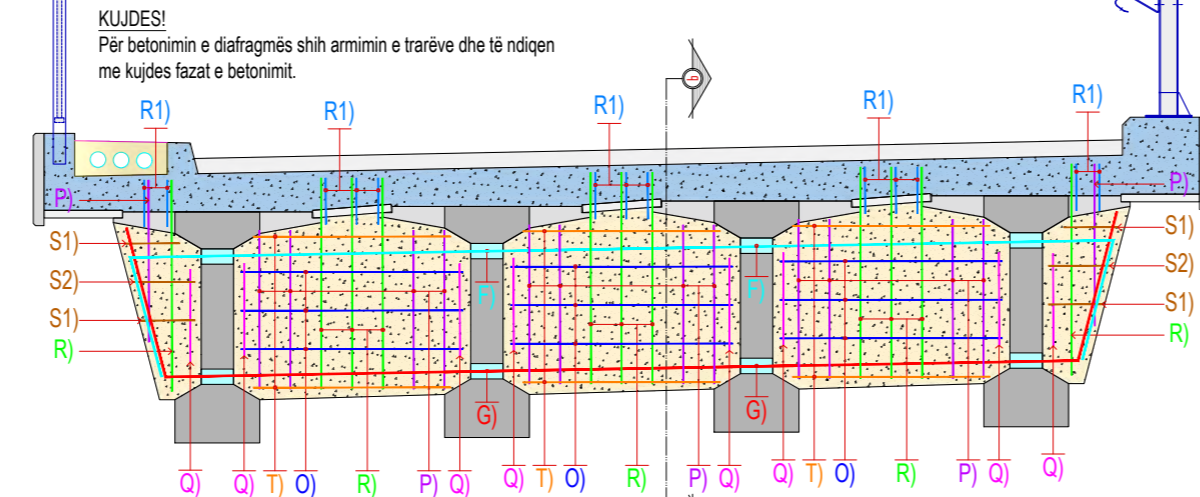 KUJDES!
Për betonimin e diafragmës shih armimin e trarëve dhe të ndiqen
me kujdes fazat e betonimit.
b
R1) R1) R1) R1) R1)
P) P)
S1) S1)
S2) S2)
F) F)
S1) S1)
R) R)
G) G)
Q) Q) T) O) R) P) Q) Q) T) O) R) P) Q) Q) T) O) R) P) Q) Q)